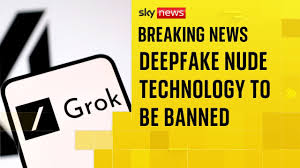 sky news
BREAKING NEWS
DEEPFAKE NUDE
TECHNOLOGY TO
BE BANNED
Grok